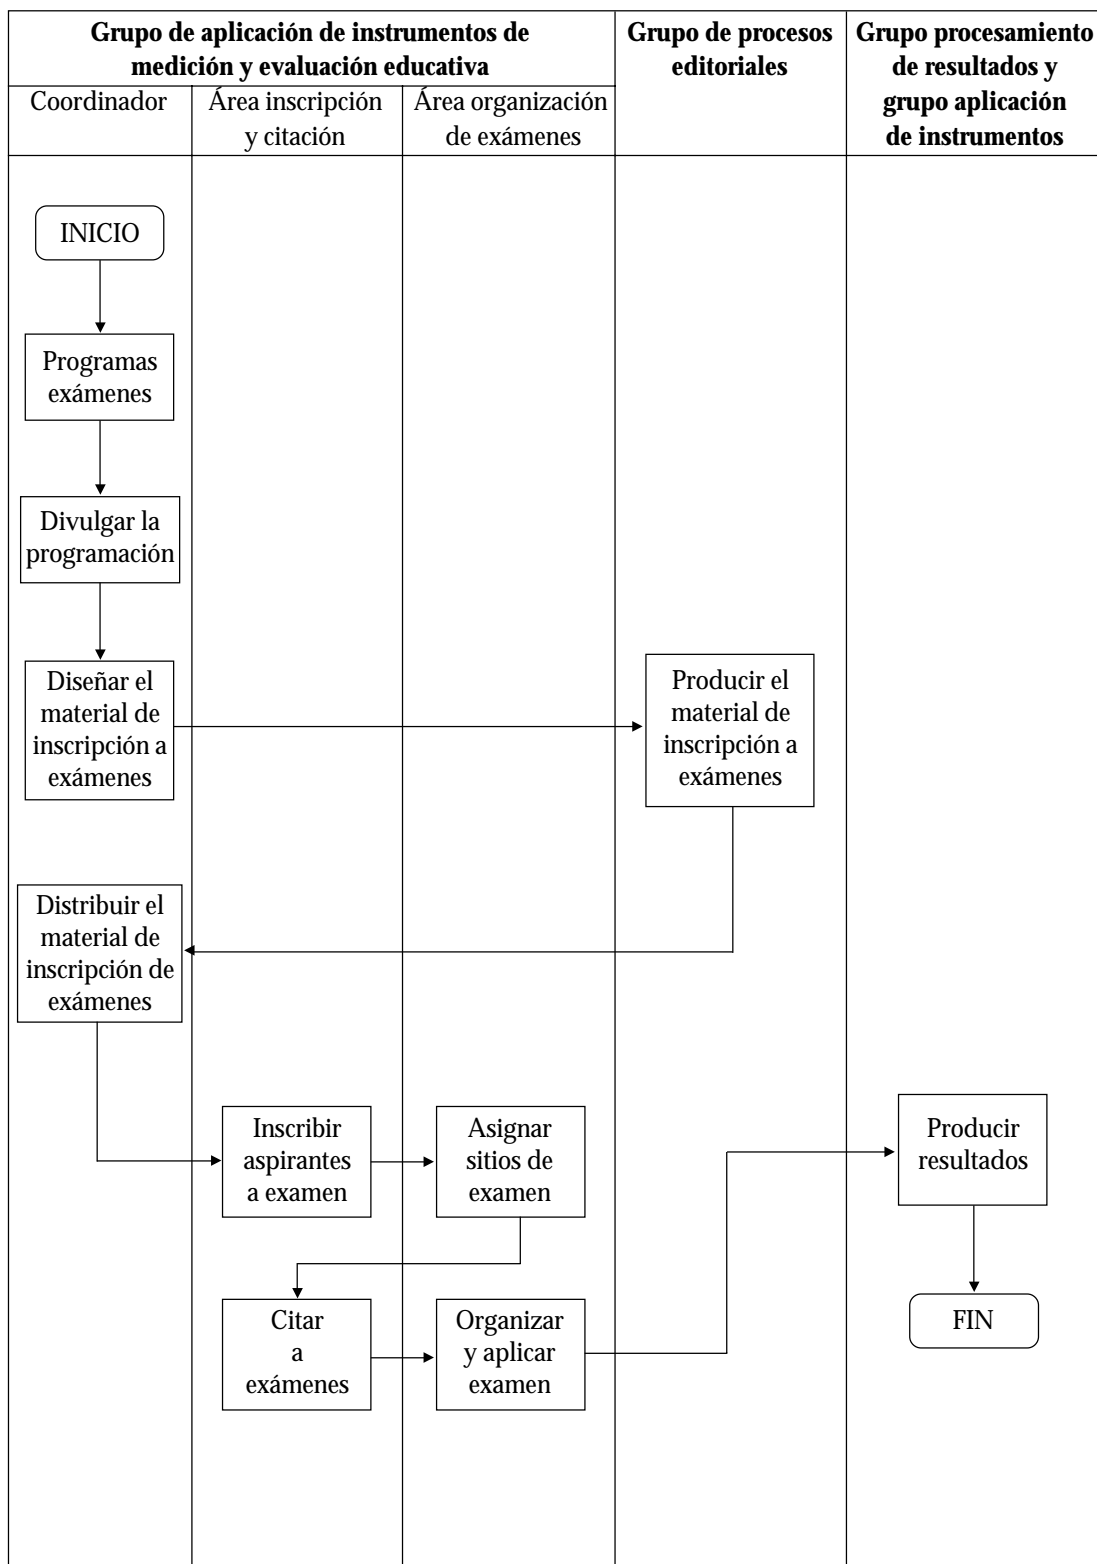 Grupo de aplicación de instrumentos de
medición y evaluación educativa
Grupo de procesos
editoriales
Grupo procesamiento
de resultados y
grupo aplicación
de instrumentos
Coordinador
Área inscripción
y citación
Área organización
de exámenes
INICIO
Programas
exámenes
Divulgar la
programación
Diseñar el
material de
inscripción a
exámenes
Producir el
material de
inscripción a
exámenes
Distribuir el
material de
inscripción de
exámenes
Inscribir
aspirantes
a examen
Asignar
sitios de
examen
Producir
resultados
Citar
a
exámenes
Organizar
y aplicar
examen
FIN